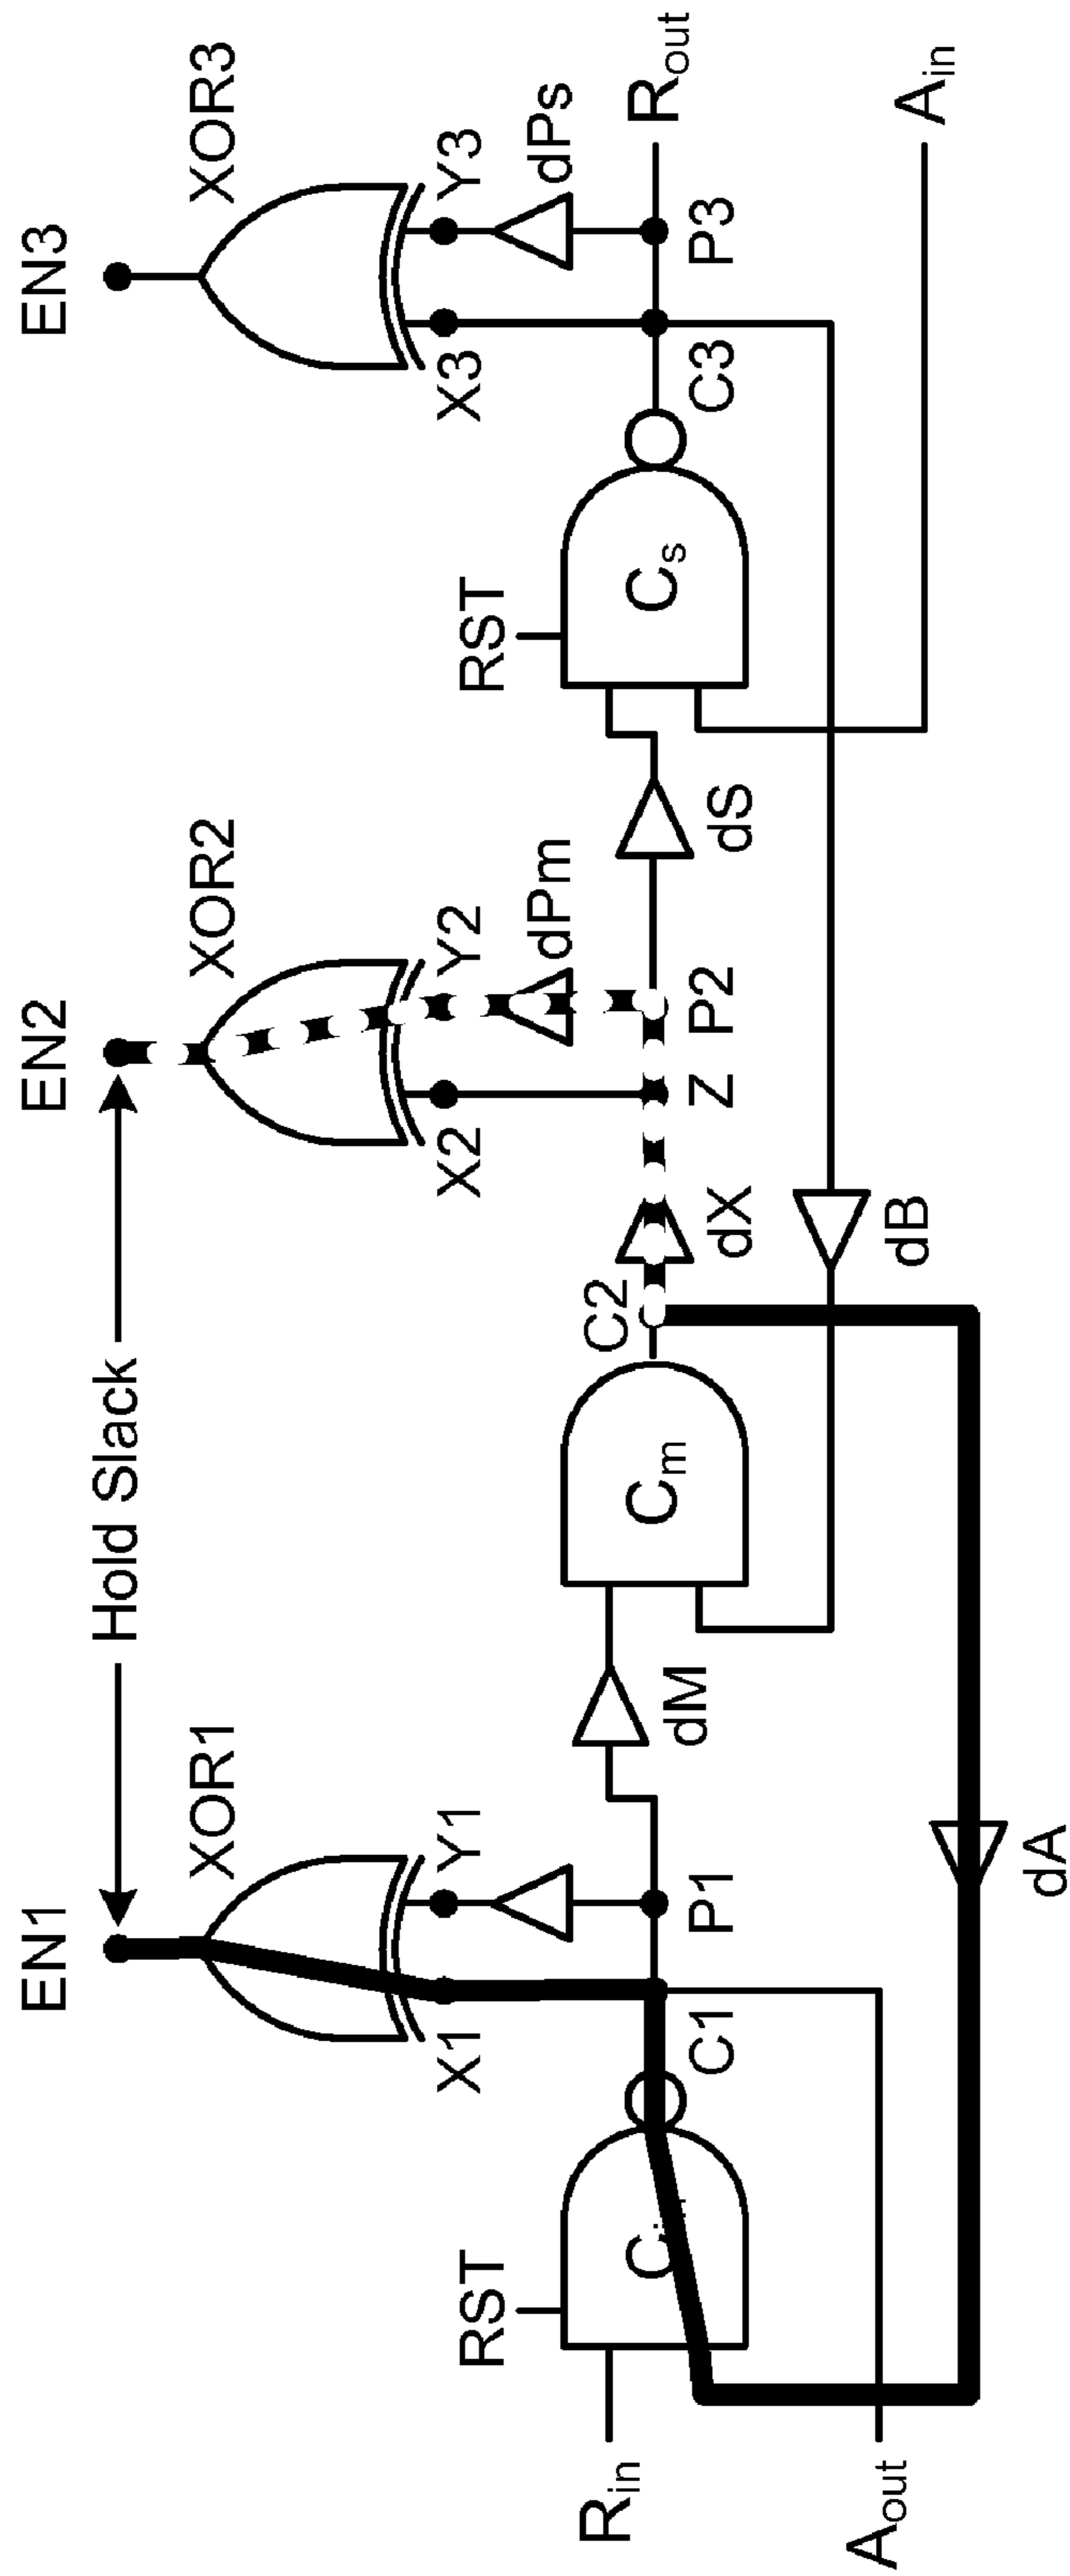 EN1
EN2
EN3
Hold Slack
XOR1
XOR2
XOR3
X1
Y1
X2
Y2
X3
Y3
dPm
dPs
RST
RST
C2
R_in
C_m
C_s
R_out
C1
P1
dM
dX
Z
P2
dS
C3
P3
A_out
dB
A_in
dA